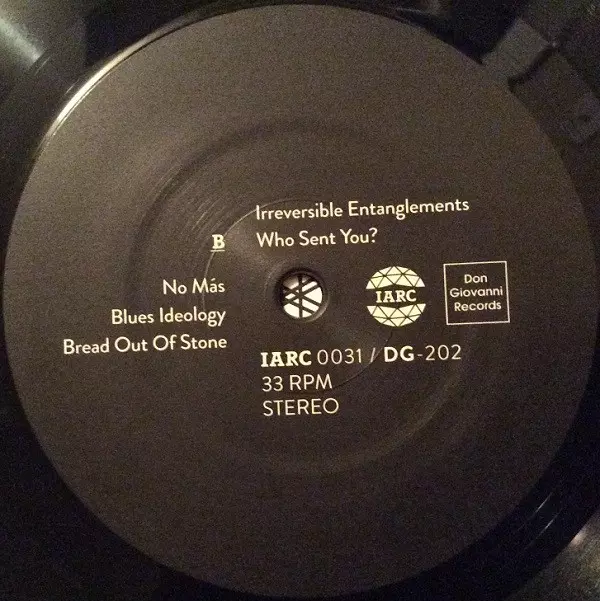 Irreversible Entanglements
Who Sent You?
B
No Más
Blues Ideology
Bread Out Of Stone
IARC
Don
Giovanni
Records
IARC 0031 / DG-202
33 RPM
STEREO